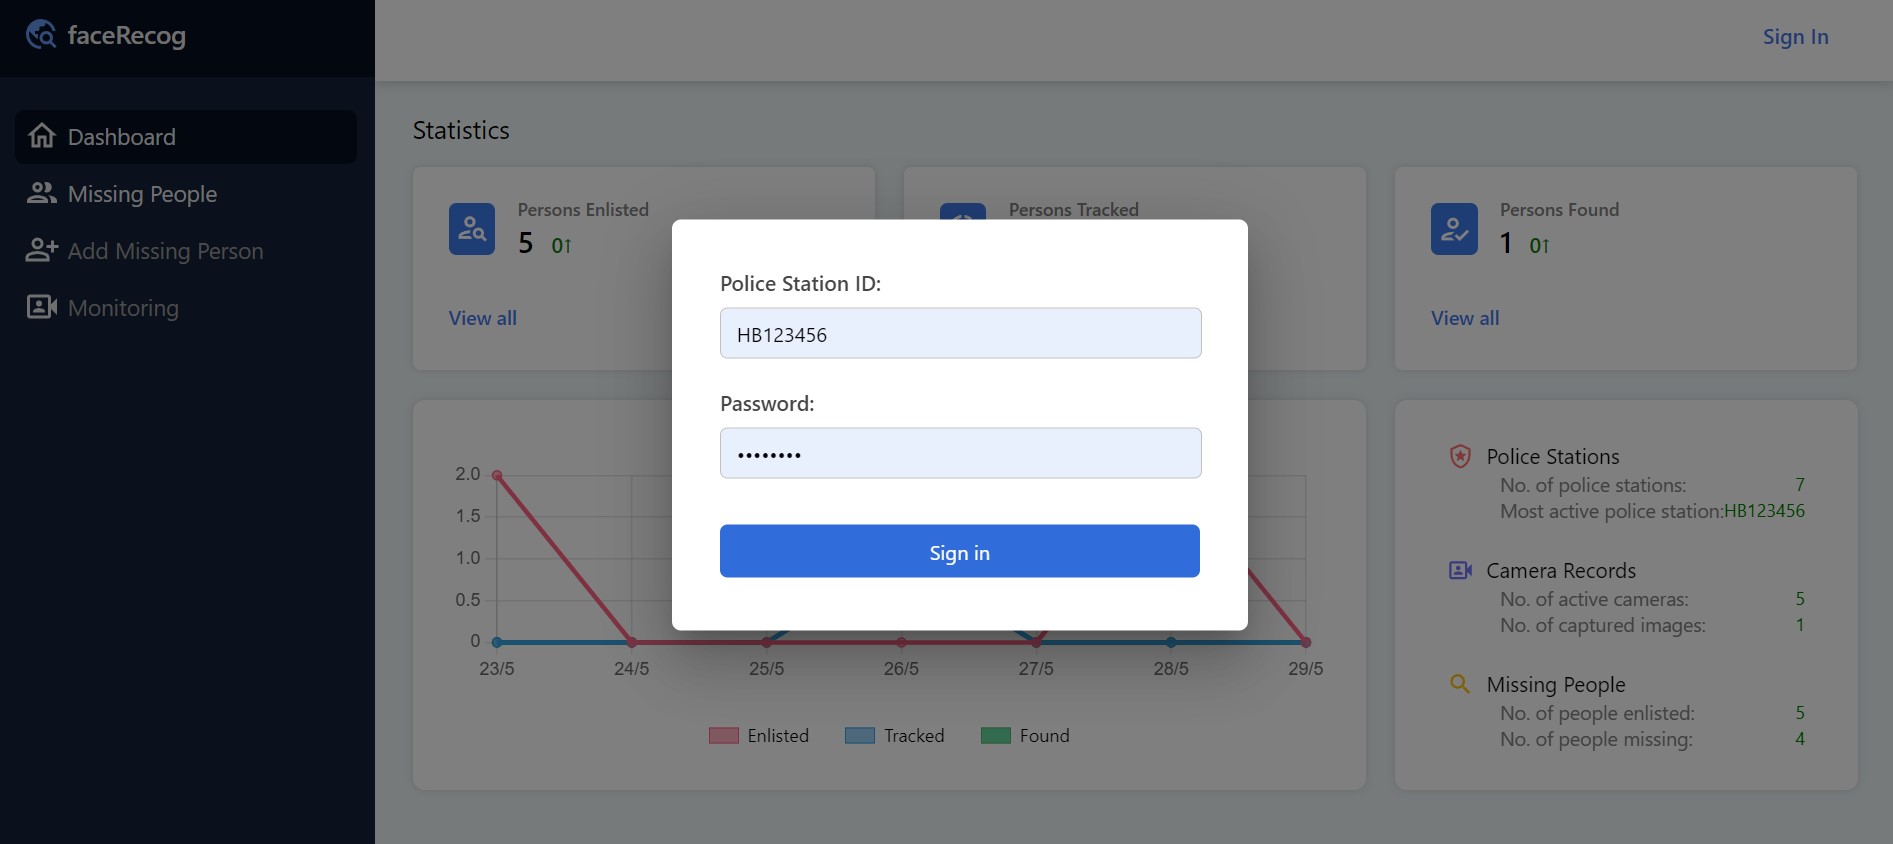 faceRecog
Sign In
Dashboard
Missing People
Add Missing Person
Monitoring
Statistics
Persons Enlisted
5 0↑
View all
Persons Tracked
Persons Found
1 0↑
View all
Police Station ID:
HB123456
Password:
••••••••
Sign in
2.0
1.5
1.0
0.5
0
23/5 24/5 25/5 26/5 27/5 28/5 29/5
Enlisted Tracked Found
Police Stations
No. of police stations: 7
Most active police station:HB123456
Camera Records
No. of active cameras: 5
No. of captured images: 1
Missing People
No. of people enlisted: 5
No. of people missing: 4